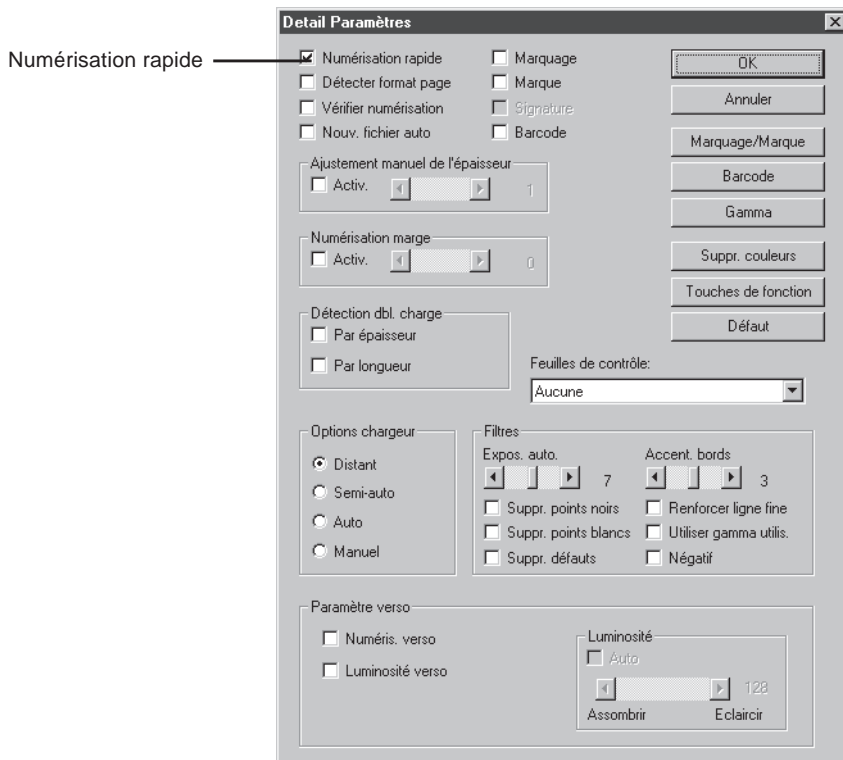 Detail Paramètres
Numérisation rapide
Numérisation rapide
Marquage
OK
Détecter format page
Marque
Vérifier numérisation
Signature
Annuler
Nouv. fichier auto
Barcode
Marquage/Marque
Ajustement manuel de l'épaisseur
Activ.
1
Barcode
Gamma
Numérisation marge
Activ.
0
Suppr. couleurs
Touches de fonction
Défaut
Détection dbl. charge
Par épaisseur
Par longueur
Feuilles de contrôle:
Aucune
Options chargeur
Distant
Semi-auto
Auto
Manuel
Filtres
Expos. auto.
Accent. bords
7
3
Suppr. points noirs
Renforcer ligne fine
Suppr. points blancs
Utiliser gamma utilis.
Suppr. défauts
Négatif
Paramètre verso
Numéris. verso
Luminosité verso
Luminosité
Auto
128
Assombrir
Eclaircir